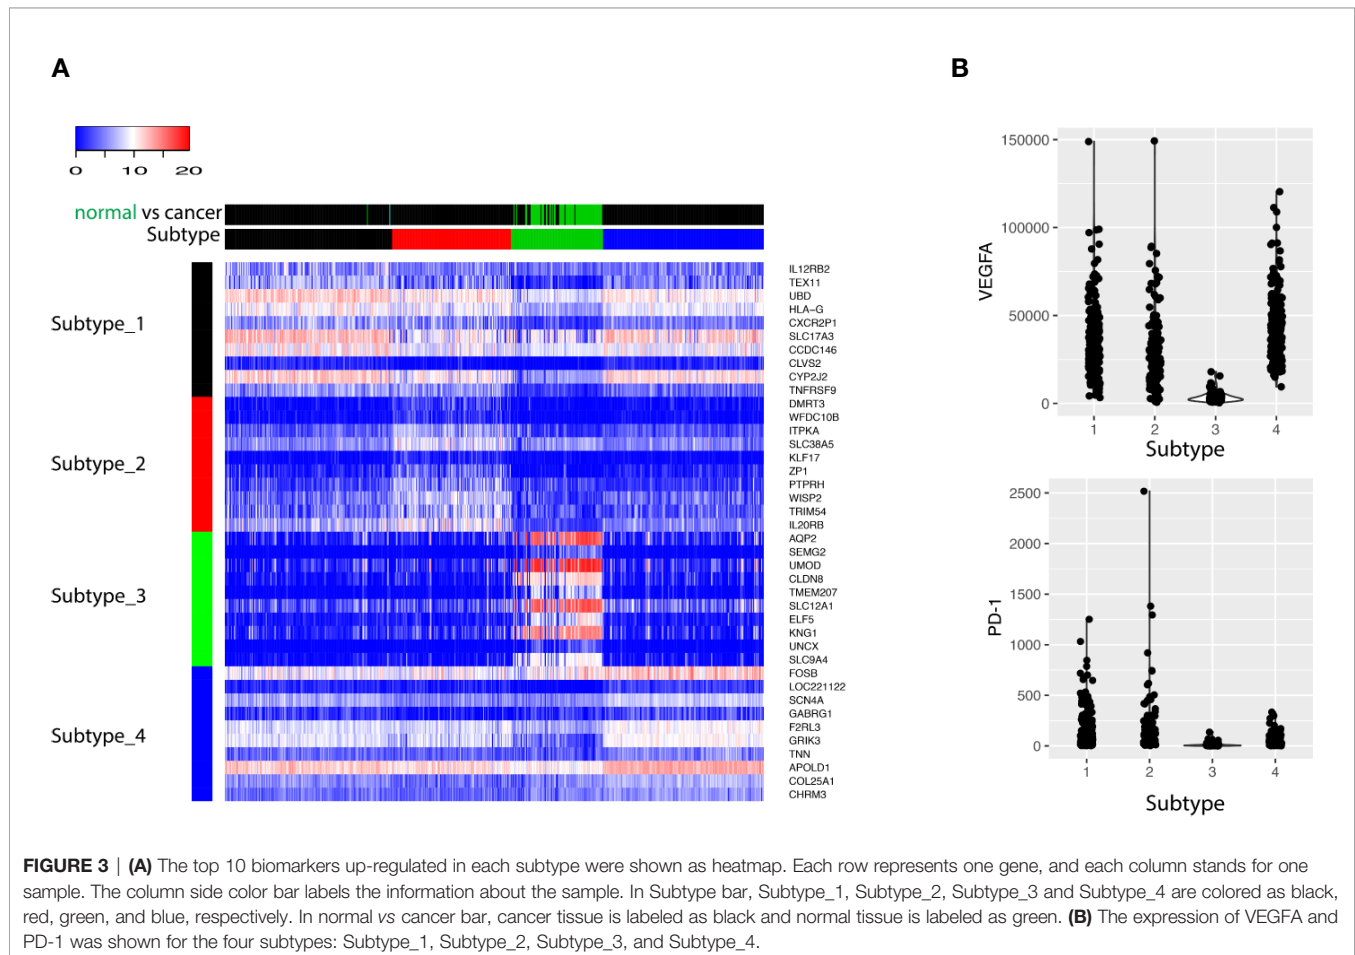 A
B
0 10 20
normal vs cancer
Subtype
Subtype_1
Subtype_2
Subtype_3
Subtype_4
IL12RB2
TEX11
UBD
HLA-G
CXCR2P1
SLC17A3
CCDC146
CLVS2
CYP2J2
TNFRSF9
DMRT3
WFDC10B
ITPKA
SLC38A5
KLF17
ZP1
PTPRH
WISP2
TRIM54
IL20RB
AQP2
SEMG2
UMOD
CLDN8
TMEM207
SLC12A1
ELF5
KNG1
UNCX
SLC9A4
FOSB
LOC221122
SCN4A
GABRG1
F2RL3
GRIK3
TNN
APOLD1
COL25A1
CHRM3
VEGFA
150000
100000
50000
0
1 2 3 4
Subtype
PD-1
2500
2000
1500
1000
500
0
1 2 3 4
Subtype
FIGURE 3 | (A) The top 10 biomarkers up-regulated in each subtype were shown as heatmap. Each row represents one gene, and each column stands for one
sample. The column side color bar labels the information about the sample. In Subtype bar, Subtype_1, Subtype_2, Subtype_3 and Subtype_4 are colored as black,
red, green, and blue, respectively. In normal vs cancer bar, cancer tissue is labeled as black and normal tissue is labeled as green. (B) The expression of VEGFA and
PD-1 was shown for the four subtypes: Subtype_1, Subtype_2, Subtype_3, and Subtype_4.